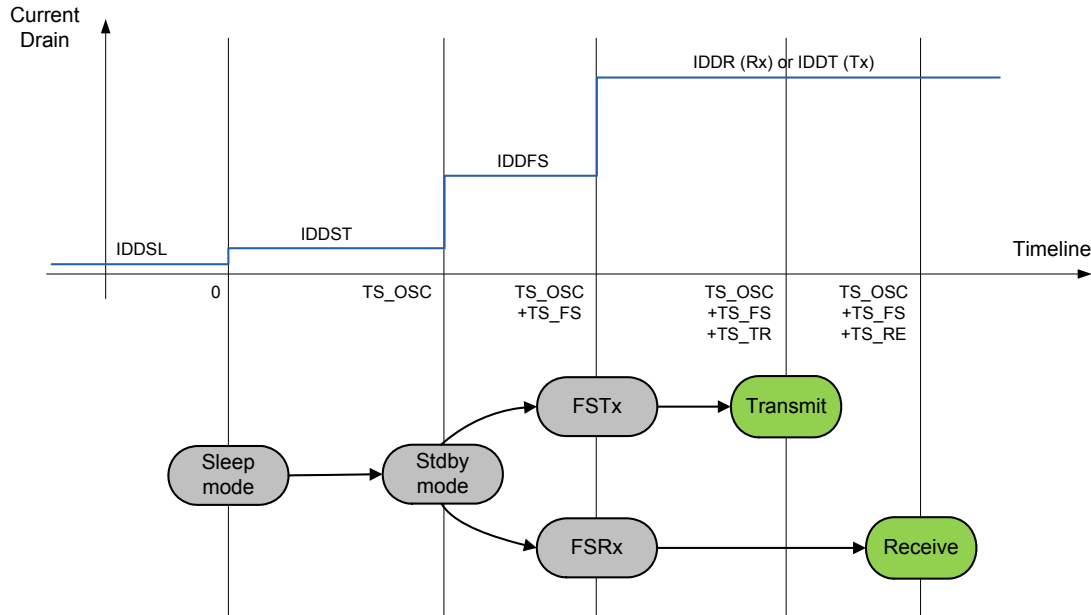 Current
Drain
IDDR (Rx) or IDDT (Tx)
IDDFS
IDDST
IDDSL
Timeline
0
TS_OSC
TS_OSC
+TS_FS
TS_OSC
+TS_FS
+TS_TR
TS_OSC
+TS_FS
+TS_RE
FSTx
Transmit
Sleep
mode
Stdby
mode
FSRx
Receive